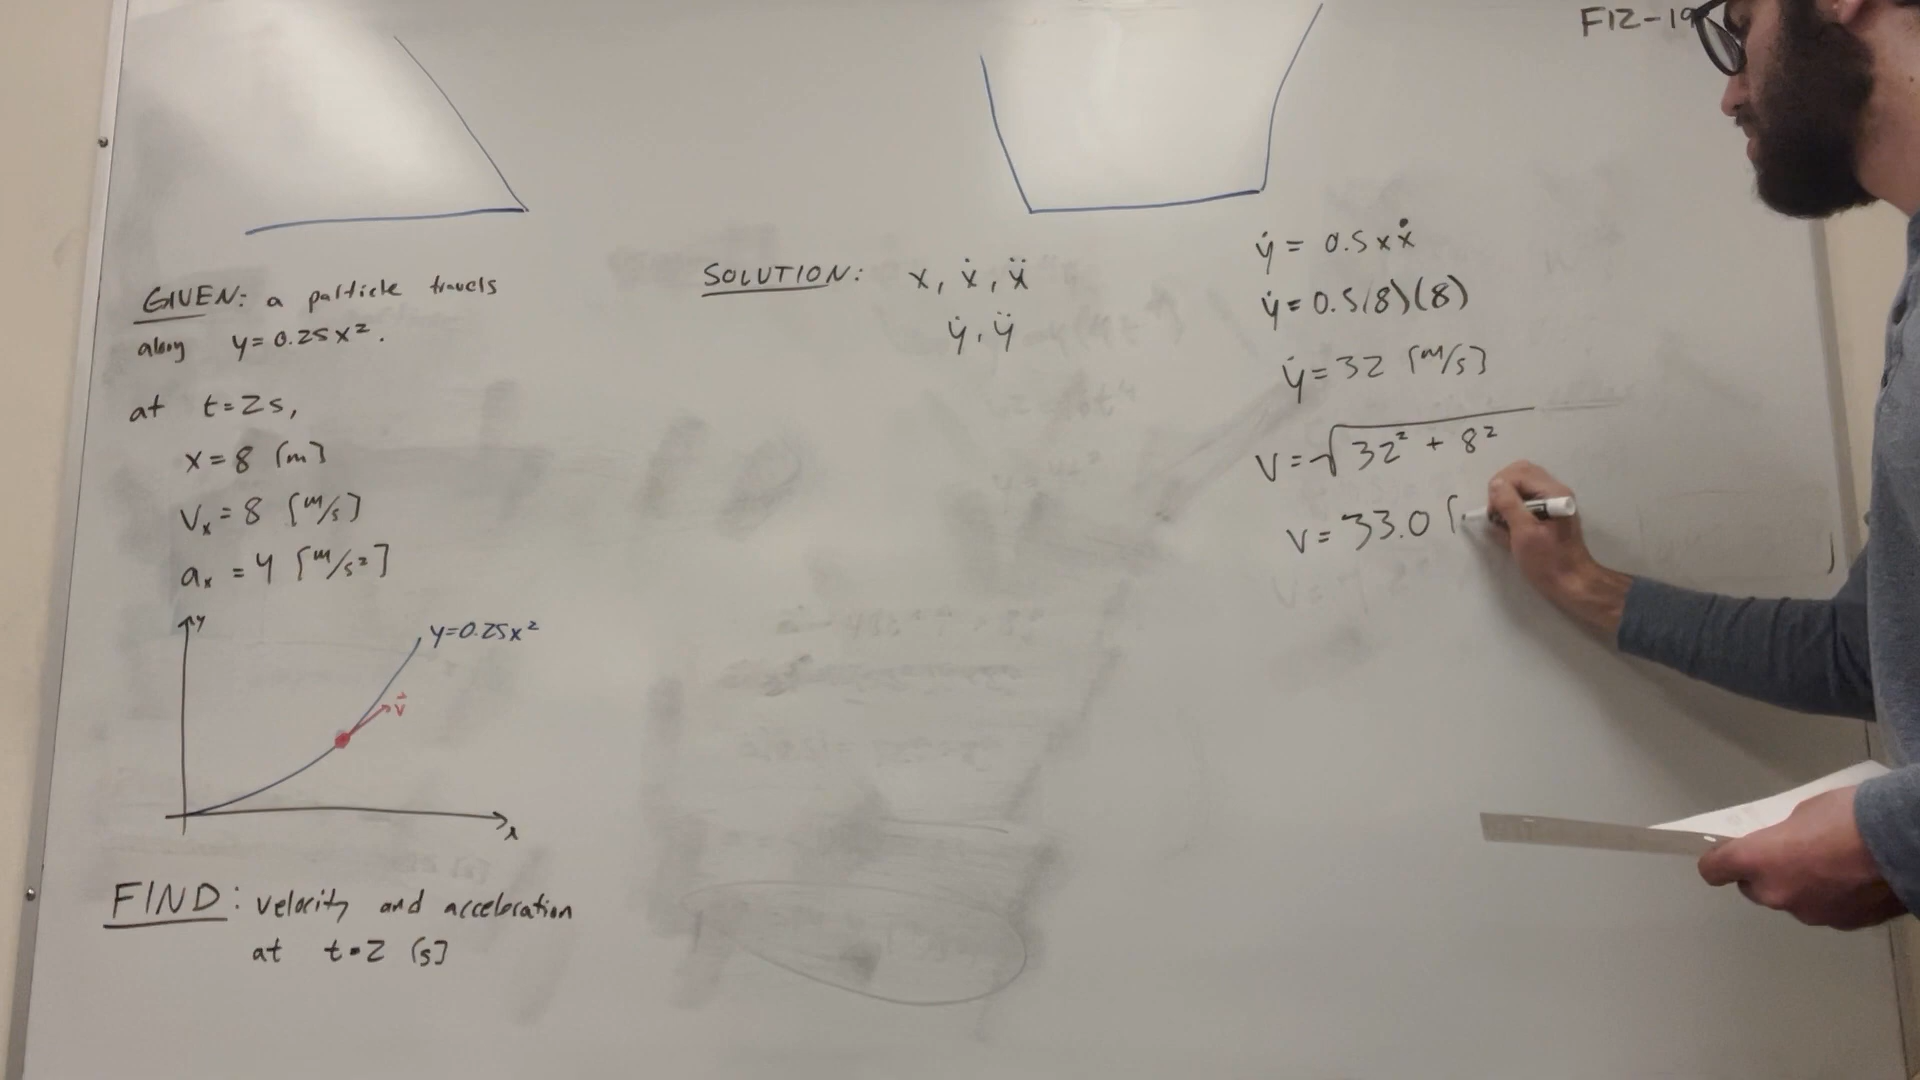 F12-19
GIVEN: a particle travels
along y=0.25x².
at t=2s,
x=8 [m]
Vx=8 [m/s]
ax=4 [m/s²]
y
y=0.25x²
v⃗
x
FIND: velocity and acceleration
at t=2 [s]
SOLUTION: x, ẋ, ẍ
ẏ, ÿ
ẏ = 0.5xẋ
ẏ=0.5(8)(8)
ẏ=32 [m/s]
V=√32²+8²
V=33.0 [